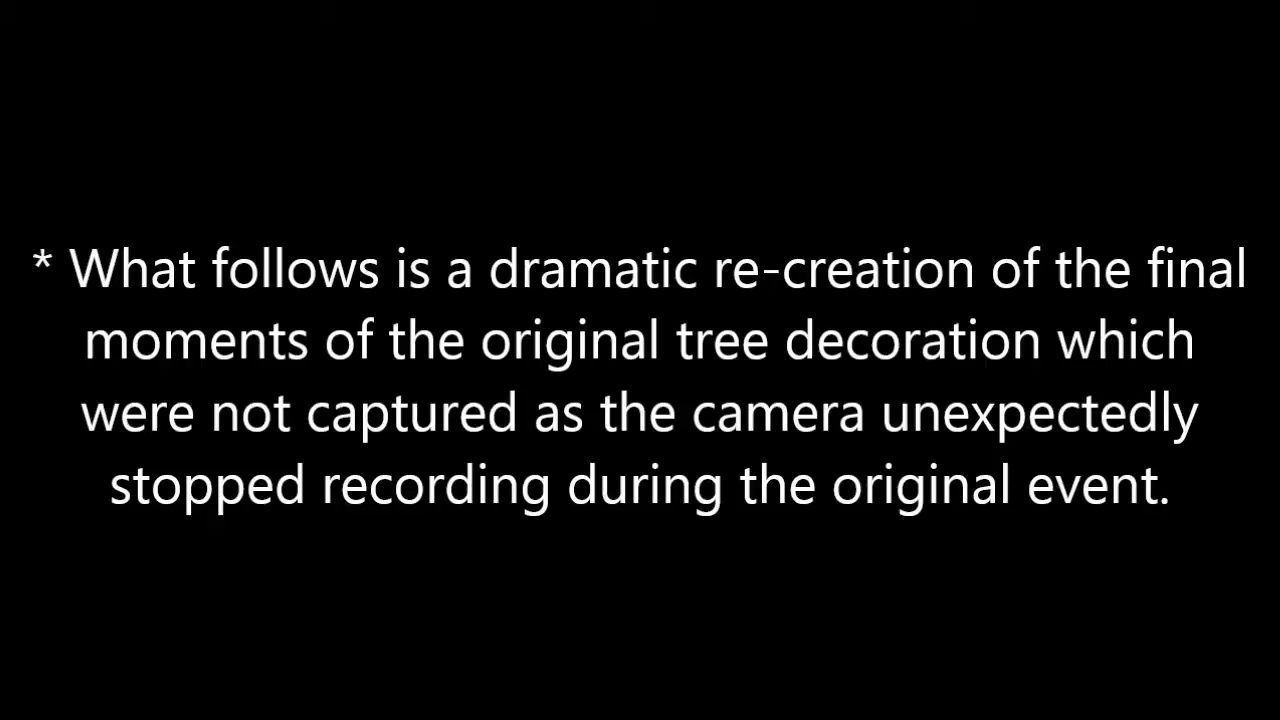 * What follows is a dramatic re-creation of the final
moments of the original tree decoration which
were not captured as the camera unexpectedly
stopped recording during the original event.